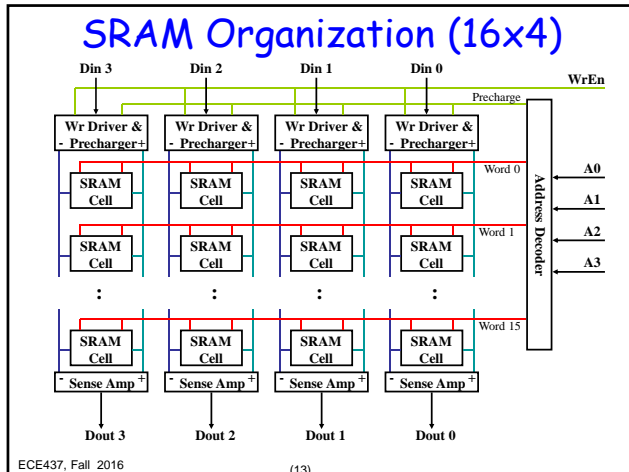 SRAM Organization (16x4)
Din 3 Din 2 Din 1 Din 0
WrEn
Precharge
Wr Driver & Wr Driver & Wr Driver & Wr Driver &
- Precharger+ - Precharger+ - Precharger+ - Precharger+
Word 0
SRAM SRAM SRAM SRAM
Cell Cell Cell Cell
Word 1
SRAM SRAM SRAM SRAM
Cell Cell Cell Cell
: : : :
Word 15
SRAM SRAM SRAM SRAM
Cell Cell Cell Cell
- Sense Amp + - Sense Amp + - Sense Amp + - Sense Amp +
Dout 3 Dout 2 Dout 1 Dout 0
Address Decoder
A0
A1
A2
A3
ECE437, Fall 2016
(13)